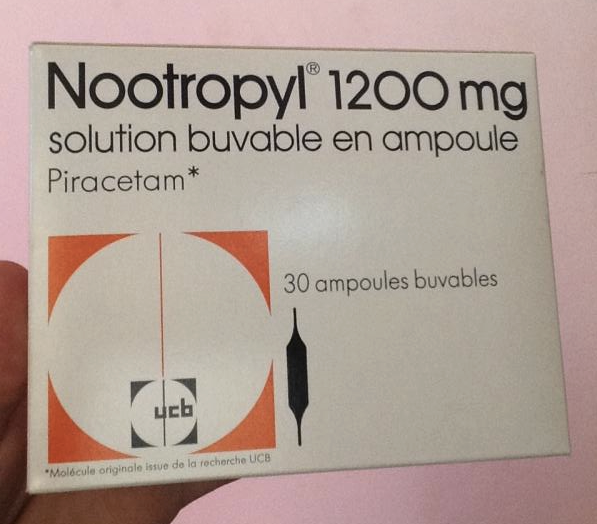 Nootropyl® 1200 mg
solution buvable en ampoule
Piracetam*
30 ampoules buvables
ucb
*Molécule originale issue de la recherche UCB